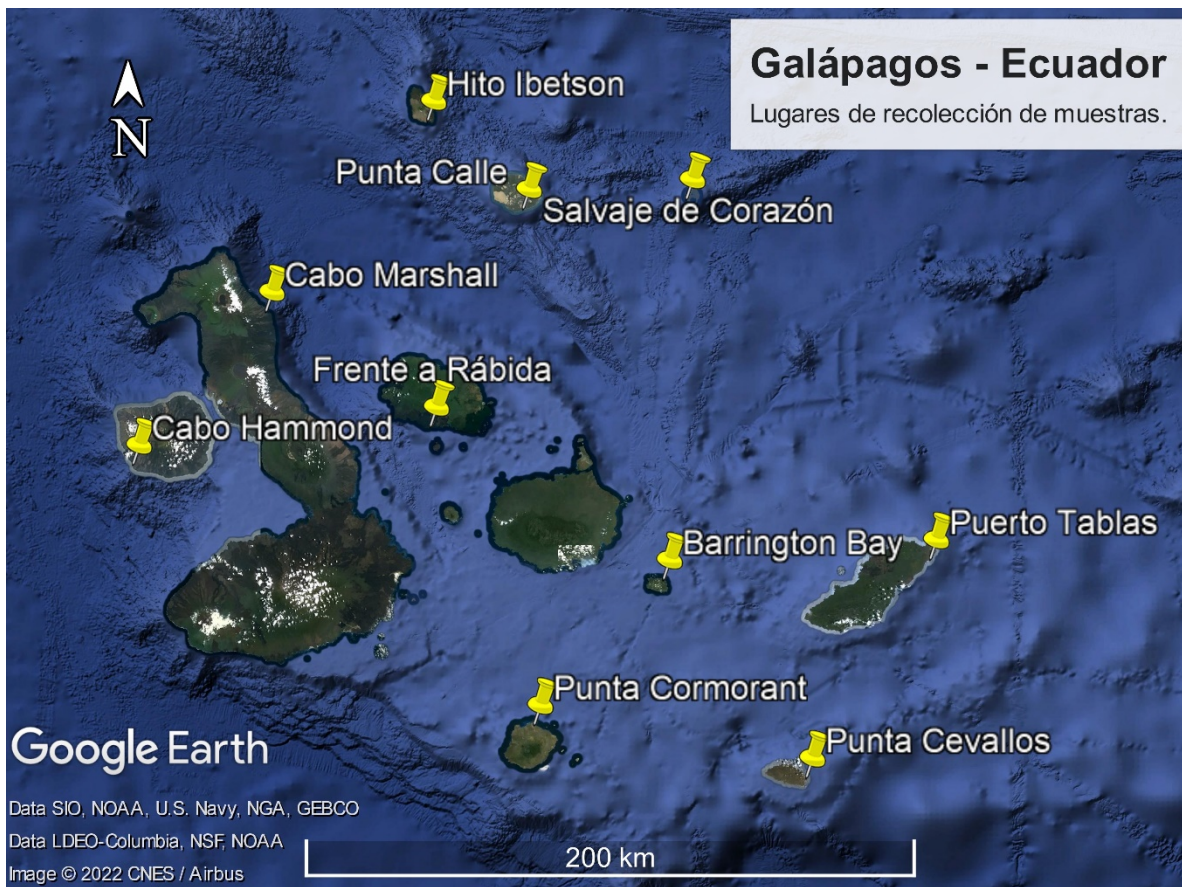 Galápagos - Ecuador
Lugares de recolección de muestras.
N
Hito Ibetson
Punta Calle
Salvaje de Corazón
Cabo Marshall
Frente a Rábida
Cabo Hammond
Puerto Tablas
Barrington Bay
Punta Cormorant
Punta Cevallos
Google Earth
Data SIO, NOAA, U.S. Navy, NGA, GEBCO
Data LDEO-Columbia, NSF, NOAA
Image © 2022 CNES / Airbus
200 km